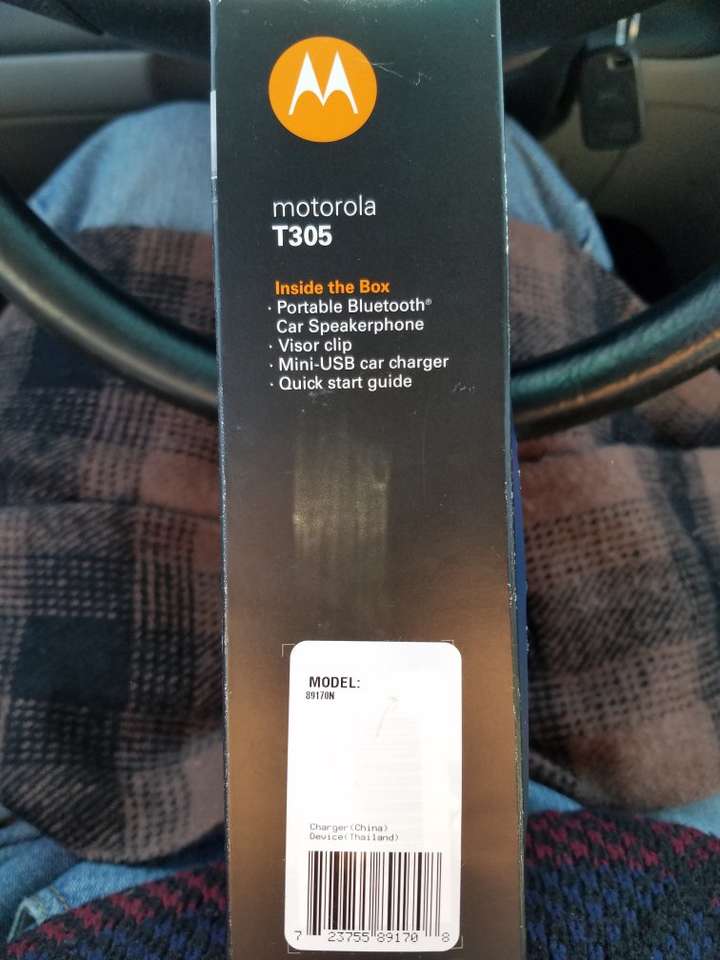 motorola
T305
Inside the Box
· Portable Bluetooth®
Car Speakerphone
· Visor clip
· Mini-USB car charger
· Quick start guide
MODEL:
89170N
Charger(China)
Device(Thailand)
7 23755 89170 8